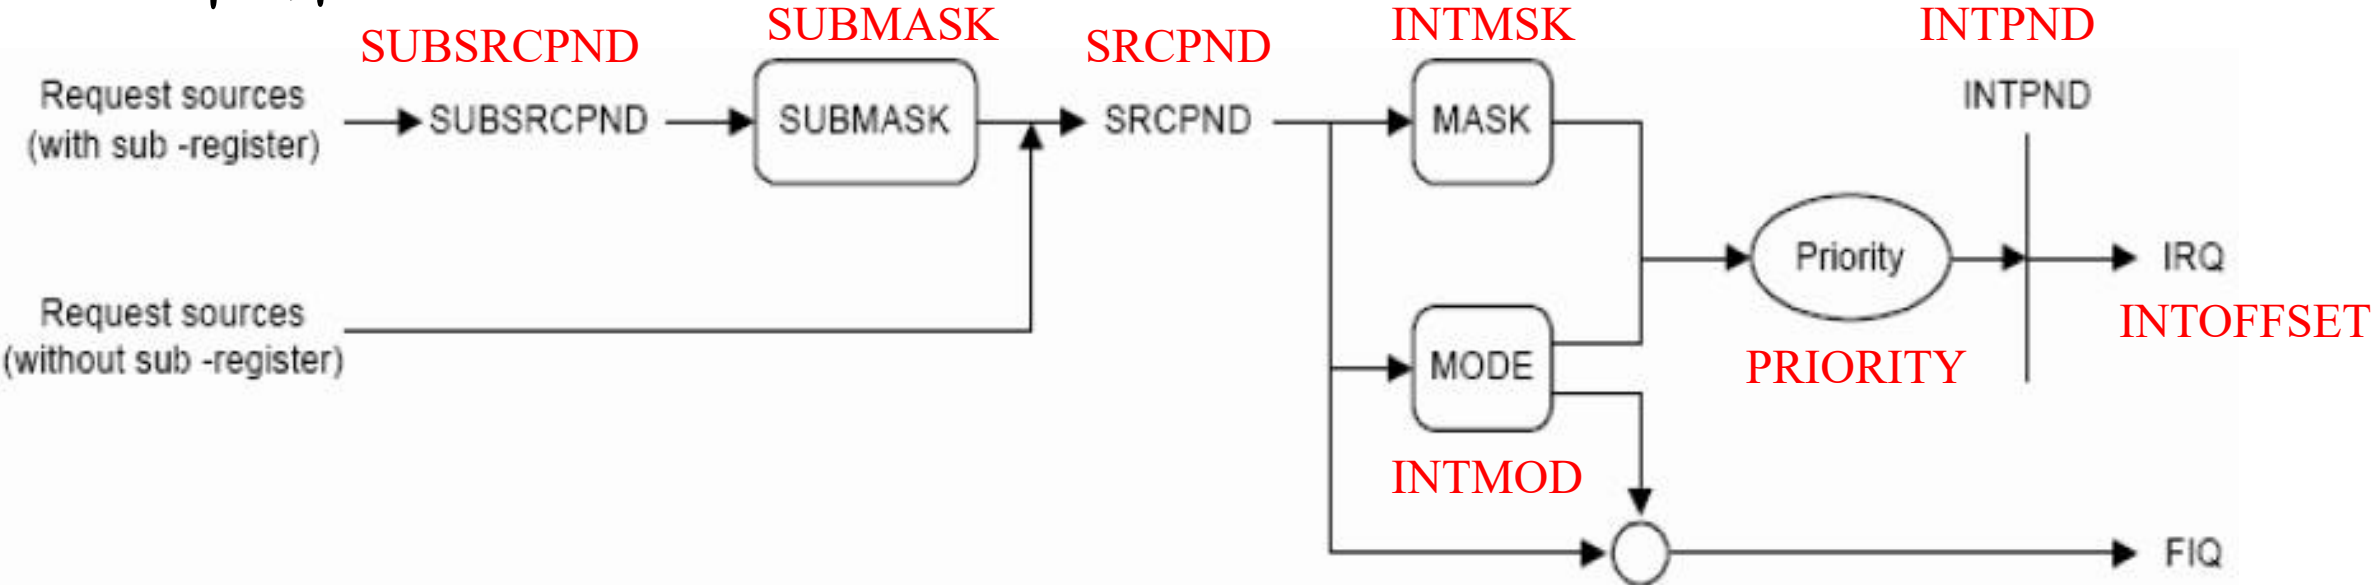 SUBSRCPND
SUBMASK
SRCPND
INTMSK
INTPND
Request sources
(with sub -register)
SUBSRCPND
SUBMASK
SRCPND
MASK
INTPND
Priority
IRQ
INTOFFSET
Request sources
(without sub -register)
MODE
PRIORITY
INTMOD
FIQ